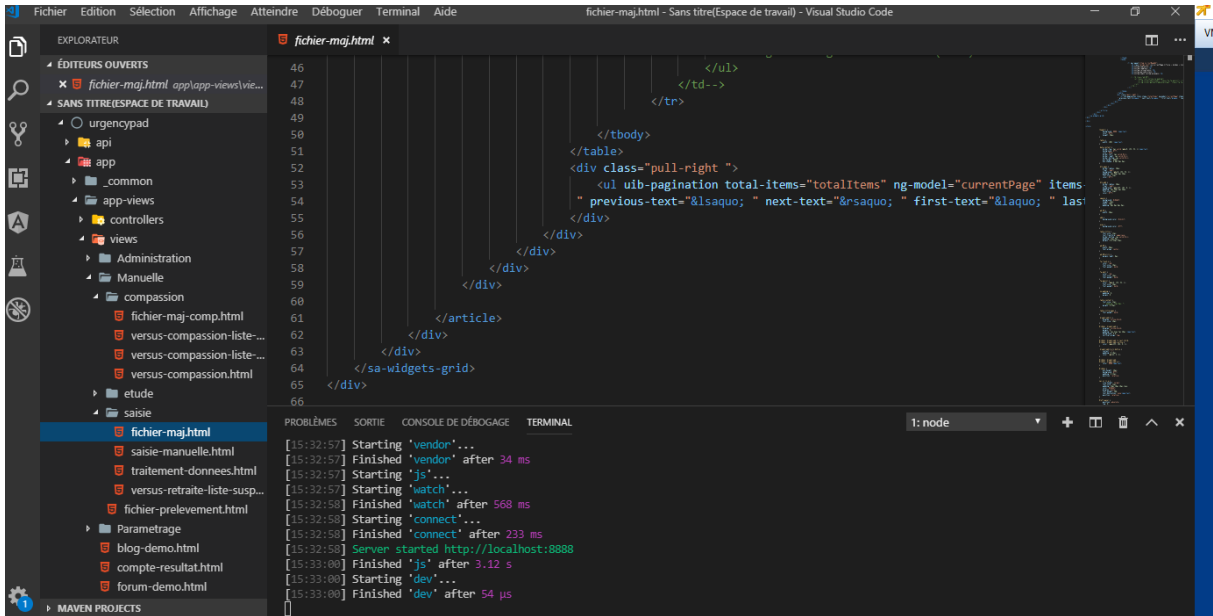 Fichier Edition Sélection Affichage Atteindre Déboguer Terminal Aide
fichier-maj.html - Sans titre(Espace de travail) - Visual Studio Code
EXPLORATEUR
ÉDITEURS OUVERTS
fichier-maj.html app\app-views\vie...
SANS TITRE(ESPACE DE TRAVAIL)
urgencypad
api
app
_common
app-views
controllers
views
Administration
Manuelle
compassion
fichier-maj-comp.html
versus-compassion-liste-...
versus-compassion-liste-...
versus-compassion.html
etude
saisie
fichier-maj.html
saisie-manuelle.html
traitement-donnees.html
versus-retraite-liste-susp...
fichier-prelevement.html
Parametrage
blog-demo.html
compte-resultat.html
forum-demo.html
MAVEN PROJECTS
1
fichier-maj.html
46 </ul>
47 </td-->
48 </tr>
49
50 </tbody>
51 </table>
52 <div class="pull-right ">
53 <ul uib-pagination total-items="totalItems" ng-model="currentPage" items-
54 " previous-text="&lsaquo; " next-text="&rsaquo; " first-text="&laquo; " last
55 </div>
56 </div>
57 </div>
58 </div>
59 </div>
60
61 </article>
62 </div>
63 </div>
64 </sa-widgets-grid>
65 </div>
66
PROBLÈMES SORTIE CONSOLE DE DÉBOGAGE TERMINAL
1: node
[15:32:57] Starting 'vendor'...
[15:32:57] Finished 'vendor' after 34 ms
[15:32:57] Starting 'js'...
[15:32:57] Starting 'watch'...
[15:32:58] Finished 'watch' after 568 ms
[15:32:58] Starting 'connect'...
[15:32:58] Finished 'connect' after 233 ms
[15:32:58] Server started http://localhost:8888
[15:33:00] Finished 'js' after 3.12 s
[15:33:00] Starting 'dev'...
[15:33:00] Finished 'dev' after 54 µs